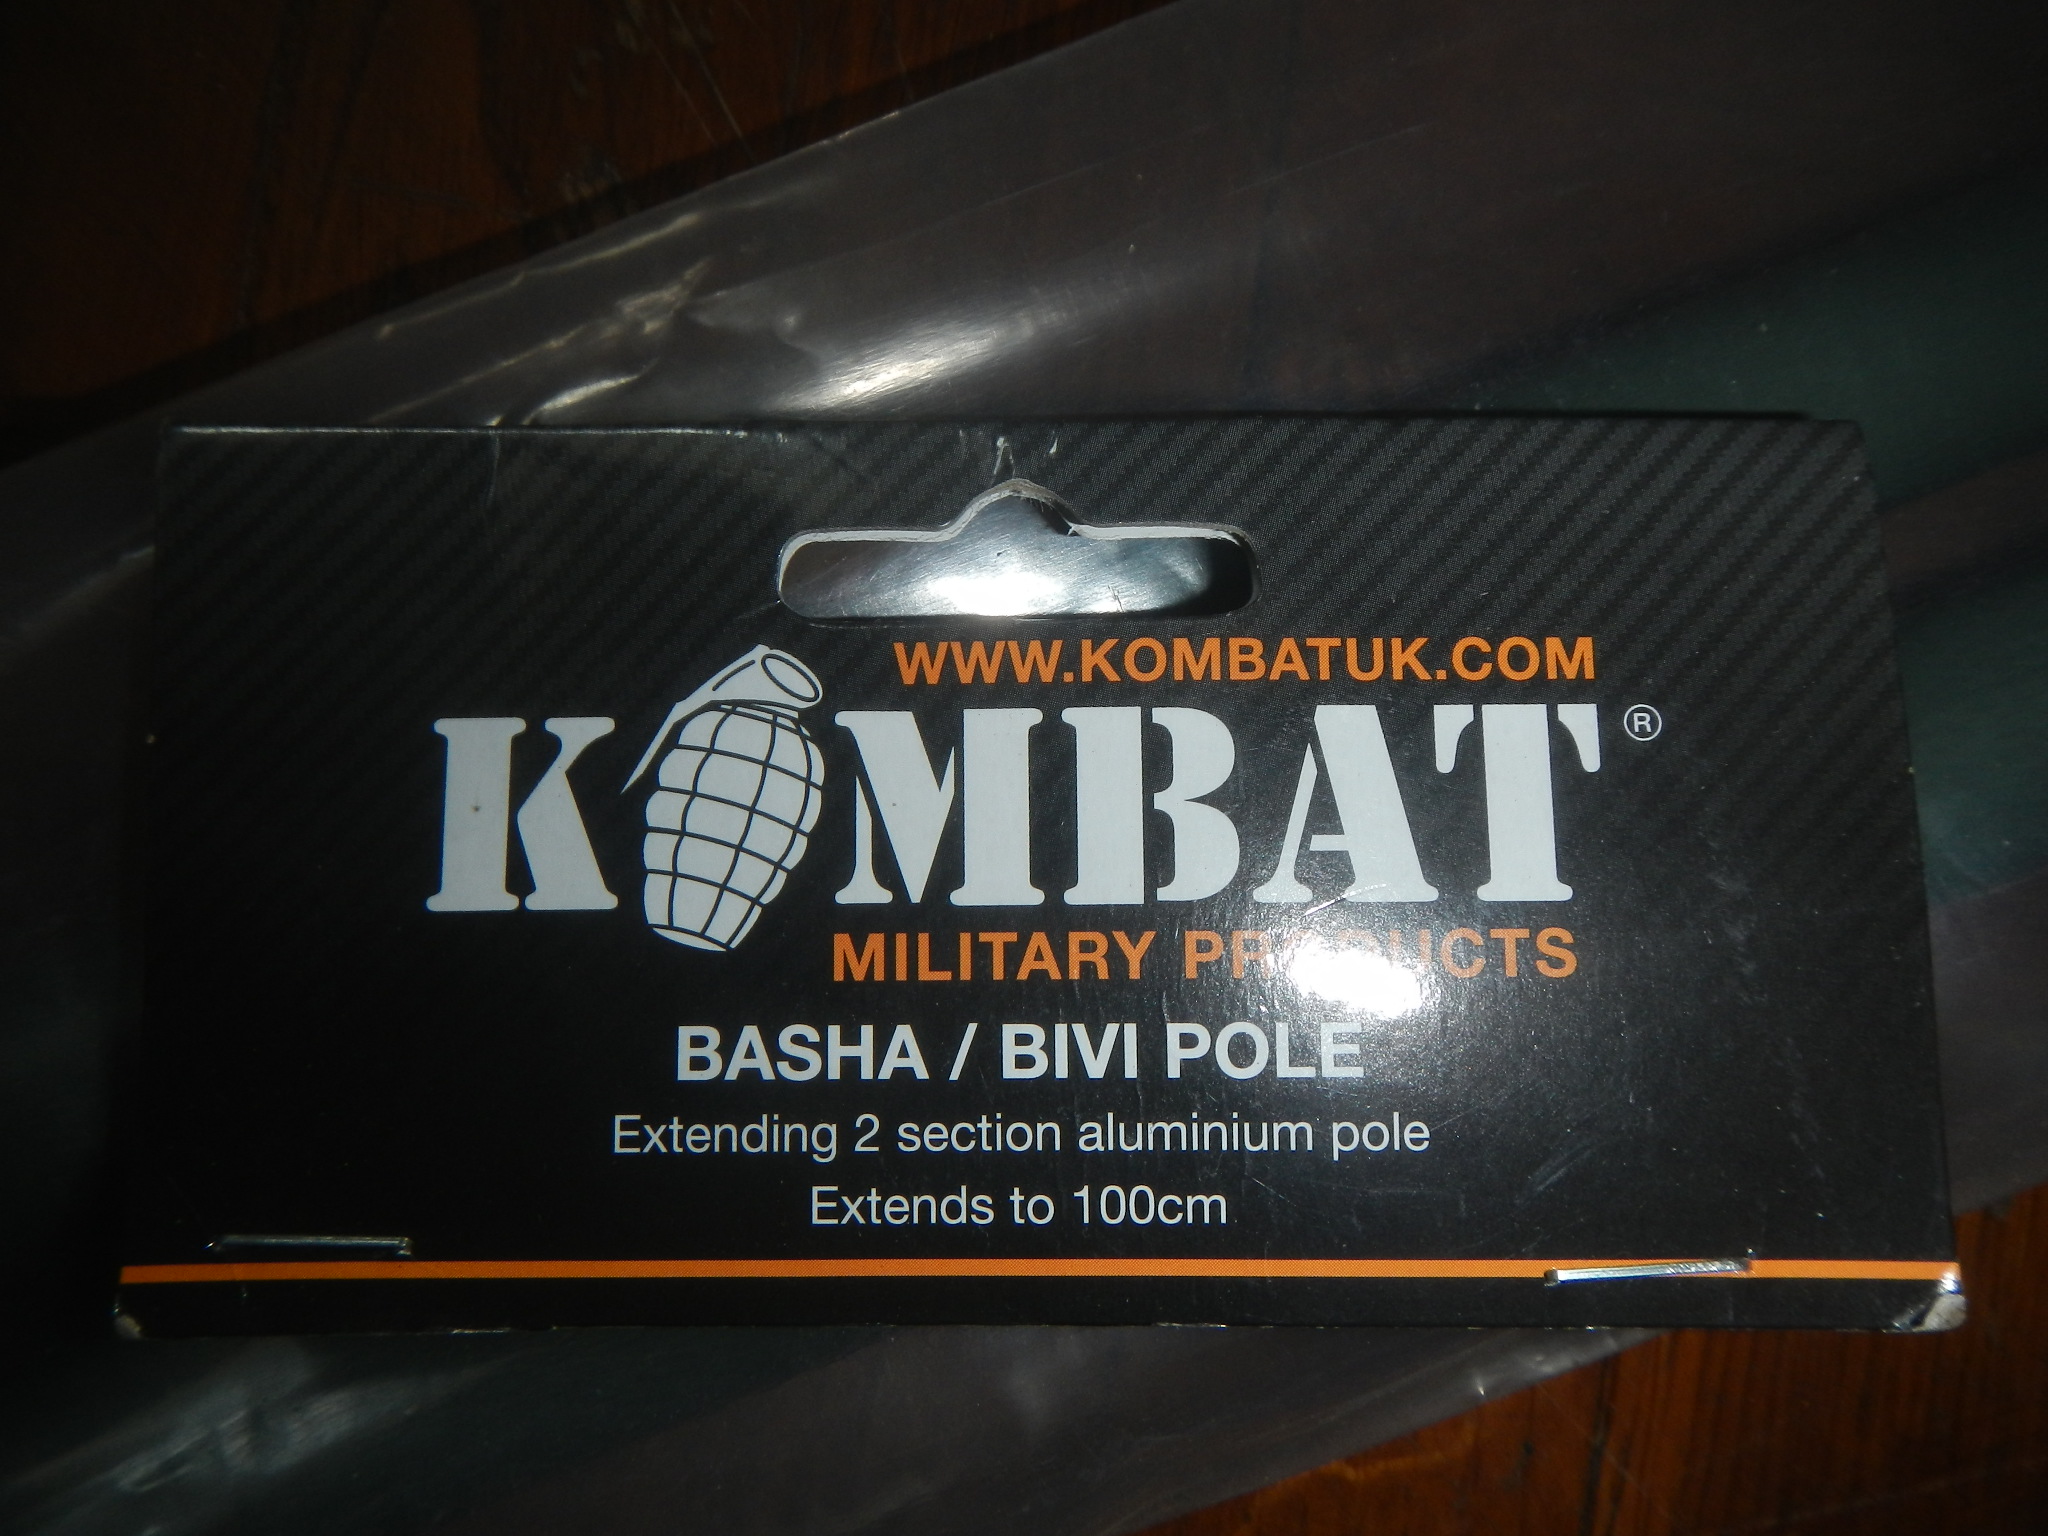 WWW.KOMBATUK.COM
KOMBAT®
MILITARY PRODUCTS
BASHA / BIVI POLE
Extending 2 section aluminium pole
Extends to 100cm